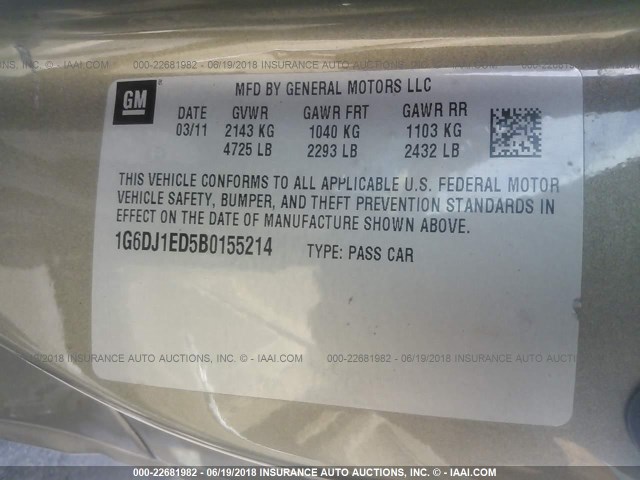 000-22681982 - 06/19/2018 INSURANCE AUTO AUCTIONS, INC. © - IAAI.COM
GM
MFD BY GENERAL MOTORS LLC
DATE GVWR GAWR FRT GAWR RR
03/11 2143 KG 1040 KG 1103 KG
4725 LB 2293 LB 2432 LB
THIS VEHICLE CONFORMS TO ALL APPLICABLE U.S. FEDERAL MOTOR
VEHICLE SAFETY, BUMPER, AND THEFT PREVENTION STANDARDS IN
EFFECT ON THE DATE OF MANUFACTURE SHOWN ABOVE.
1G6DJ1ED5B0155214 TYPE: PASS CAR
/19/2018 INSURANCE AUTO AUCTIONS, INC. © - IAAI.COM 000-22681982 - 06/19/2018 INSURANCE AUTO AUCTIONS
000-22681982 - 06/19/2018 INSURANCE AUTO AUCTIONS, INC. © - IAAI.COM